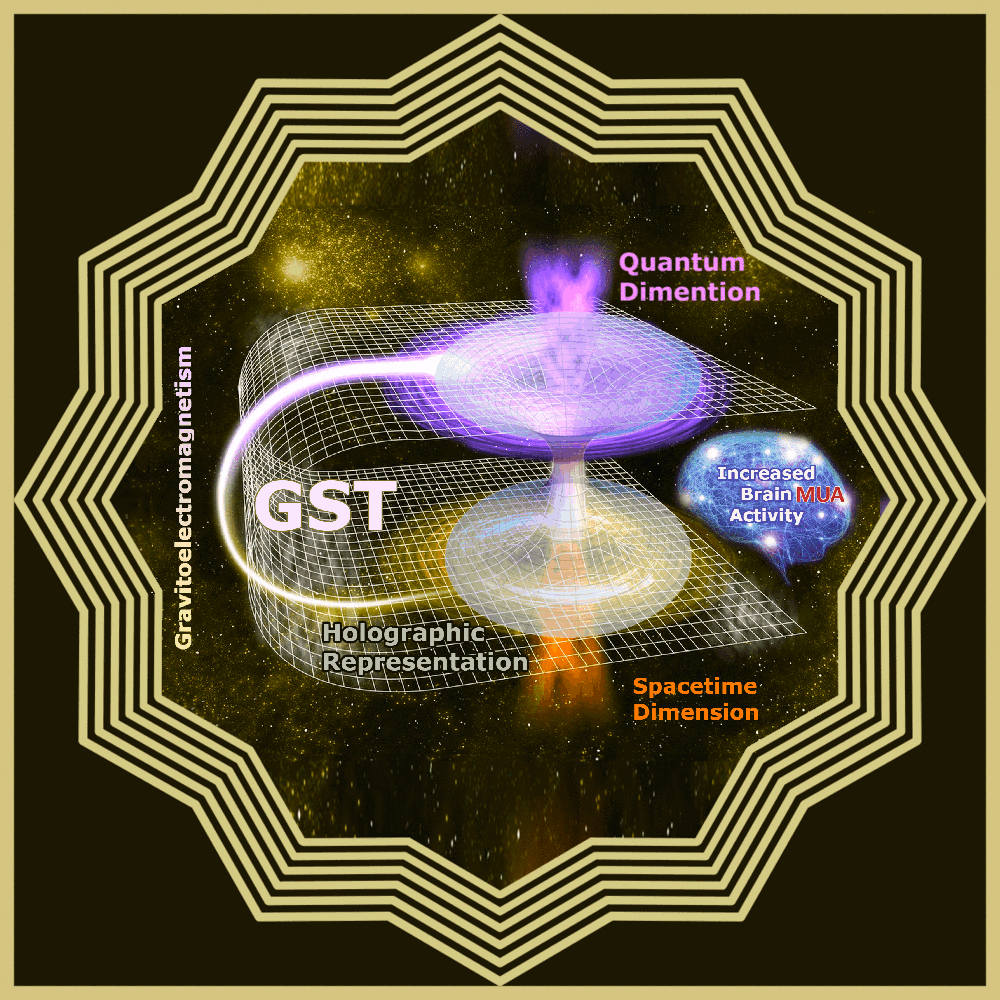 Quantum
Dimention
Gravitoelectromagnetism
Increased
Brain MUA
Activity
GST
Holographic
Representation
Spacetime
Dimension